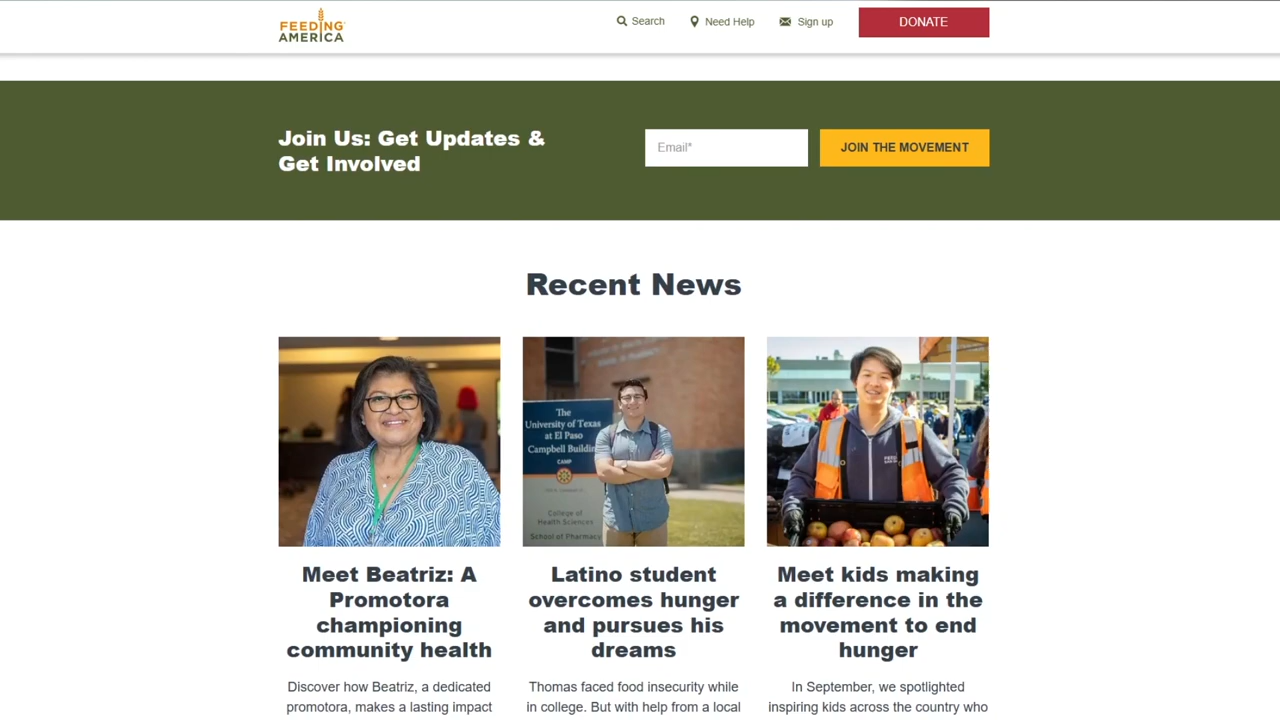 FEEDING
AMERICA
Search
Need Help
Sign up
DONATE
Join Us: Get Updates &
Get Involved
Email*
JOIN THE MOVEMENT
Recent News
The
University of Texas
at El Paso
Campbell Building
CAMP
College of
Health Sciences
School of Pharmacy
Meet Beatriz: A
Promotora
championing
community health
Latino student
overcomes hunger
and pursues his
dreams
Meet kids making
a difference in the
movement to end
hunger
Discover how Beatriz, a dedicated
promotora, makes a lasting impact
Thomas faced food insecurity while
in college. But with help from a local
In September, we spotlighted
inspiring kids across the country who